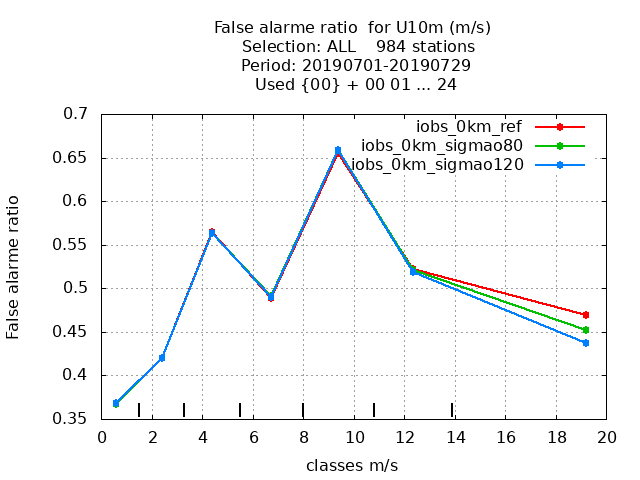 False alarme ratio  for U10m (m/s)
Selection: ALL    984 stations
Period: 20190701-20190729
Used {00} + 00 01 ... 24
iobs_0km_ref
iobs_0km_sigmao80
iobs_0km_sigmao120
False alarme ratio
0.7
0.65
0.6
0.55
0.5
0.45
0.4
0.35
0 2 4 6 8 10 12 14 16 18 20
classes m/s